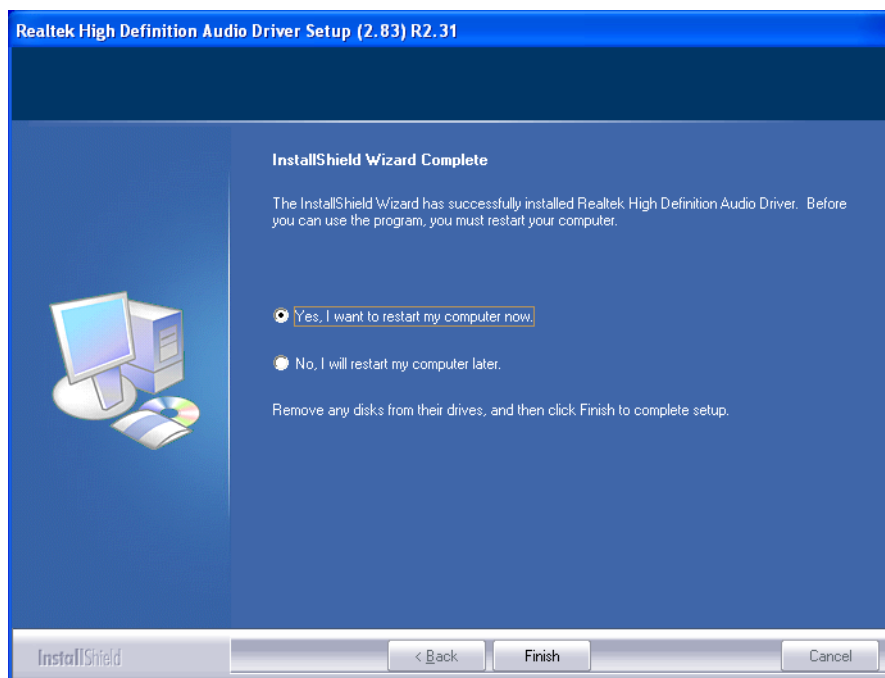 Realtek High Definition Audio Driver Setup (2.83) R2.31
InstallShield Wizard Complete
The InstallShield Wizard has successfully installed Realtek High Definition Audio Driver. Before
you can use the program, you must restart your computer.
Yes, I want to restart my computer now.
No, I will restart my computer later.
Remove any disks from their drives, and then click Finish to complete setup.
InstallShield
< Back
Finish
Cancel